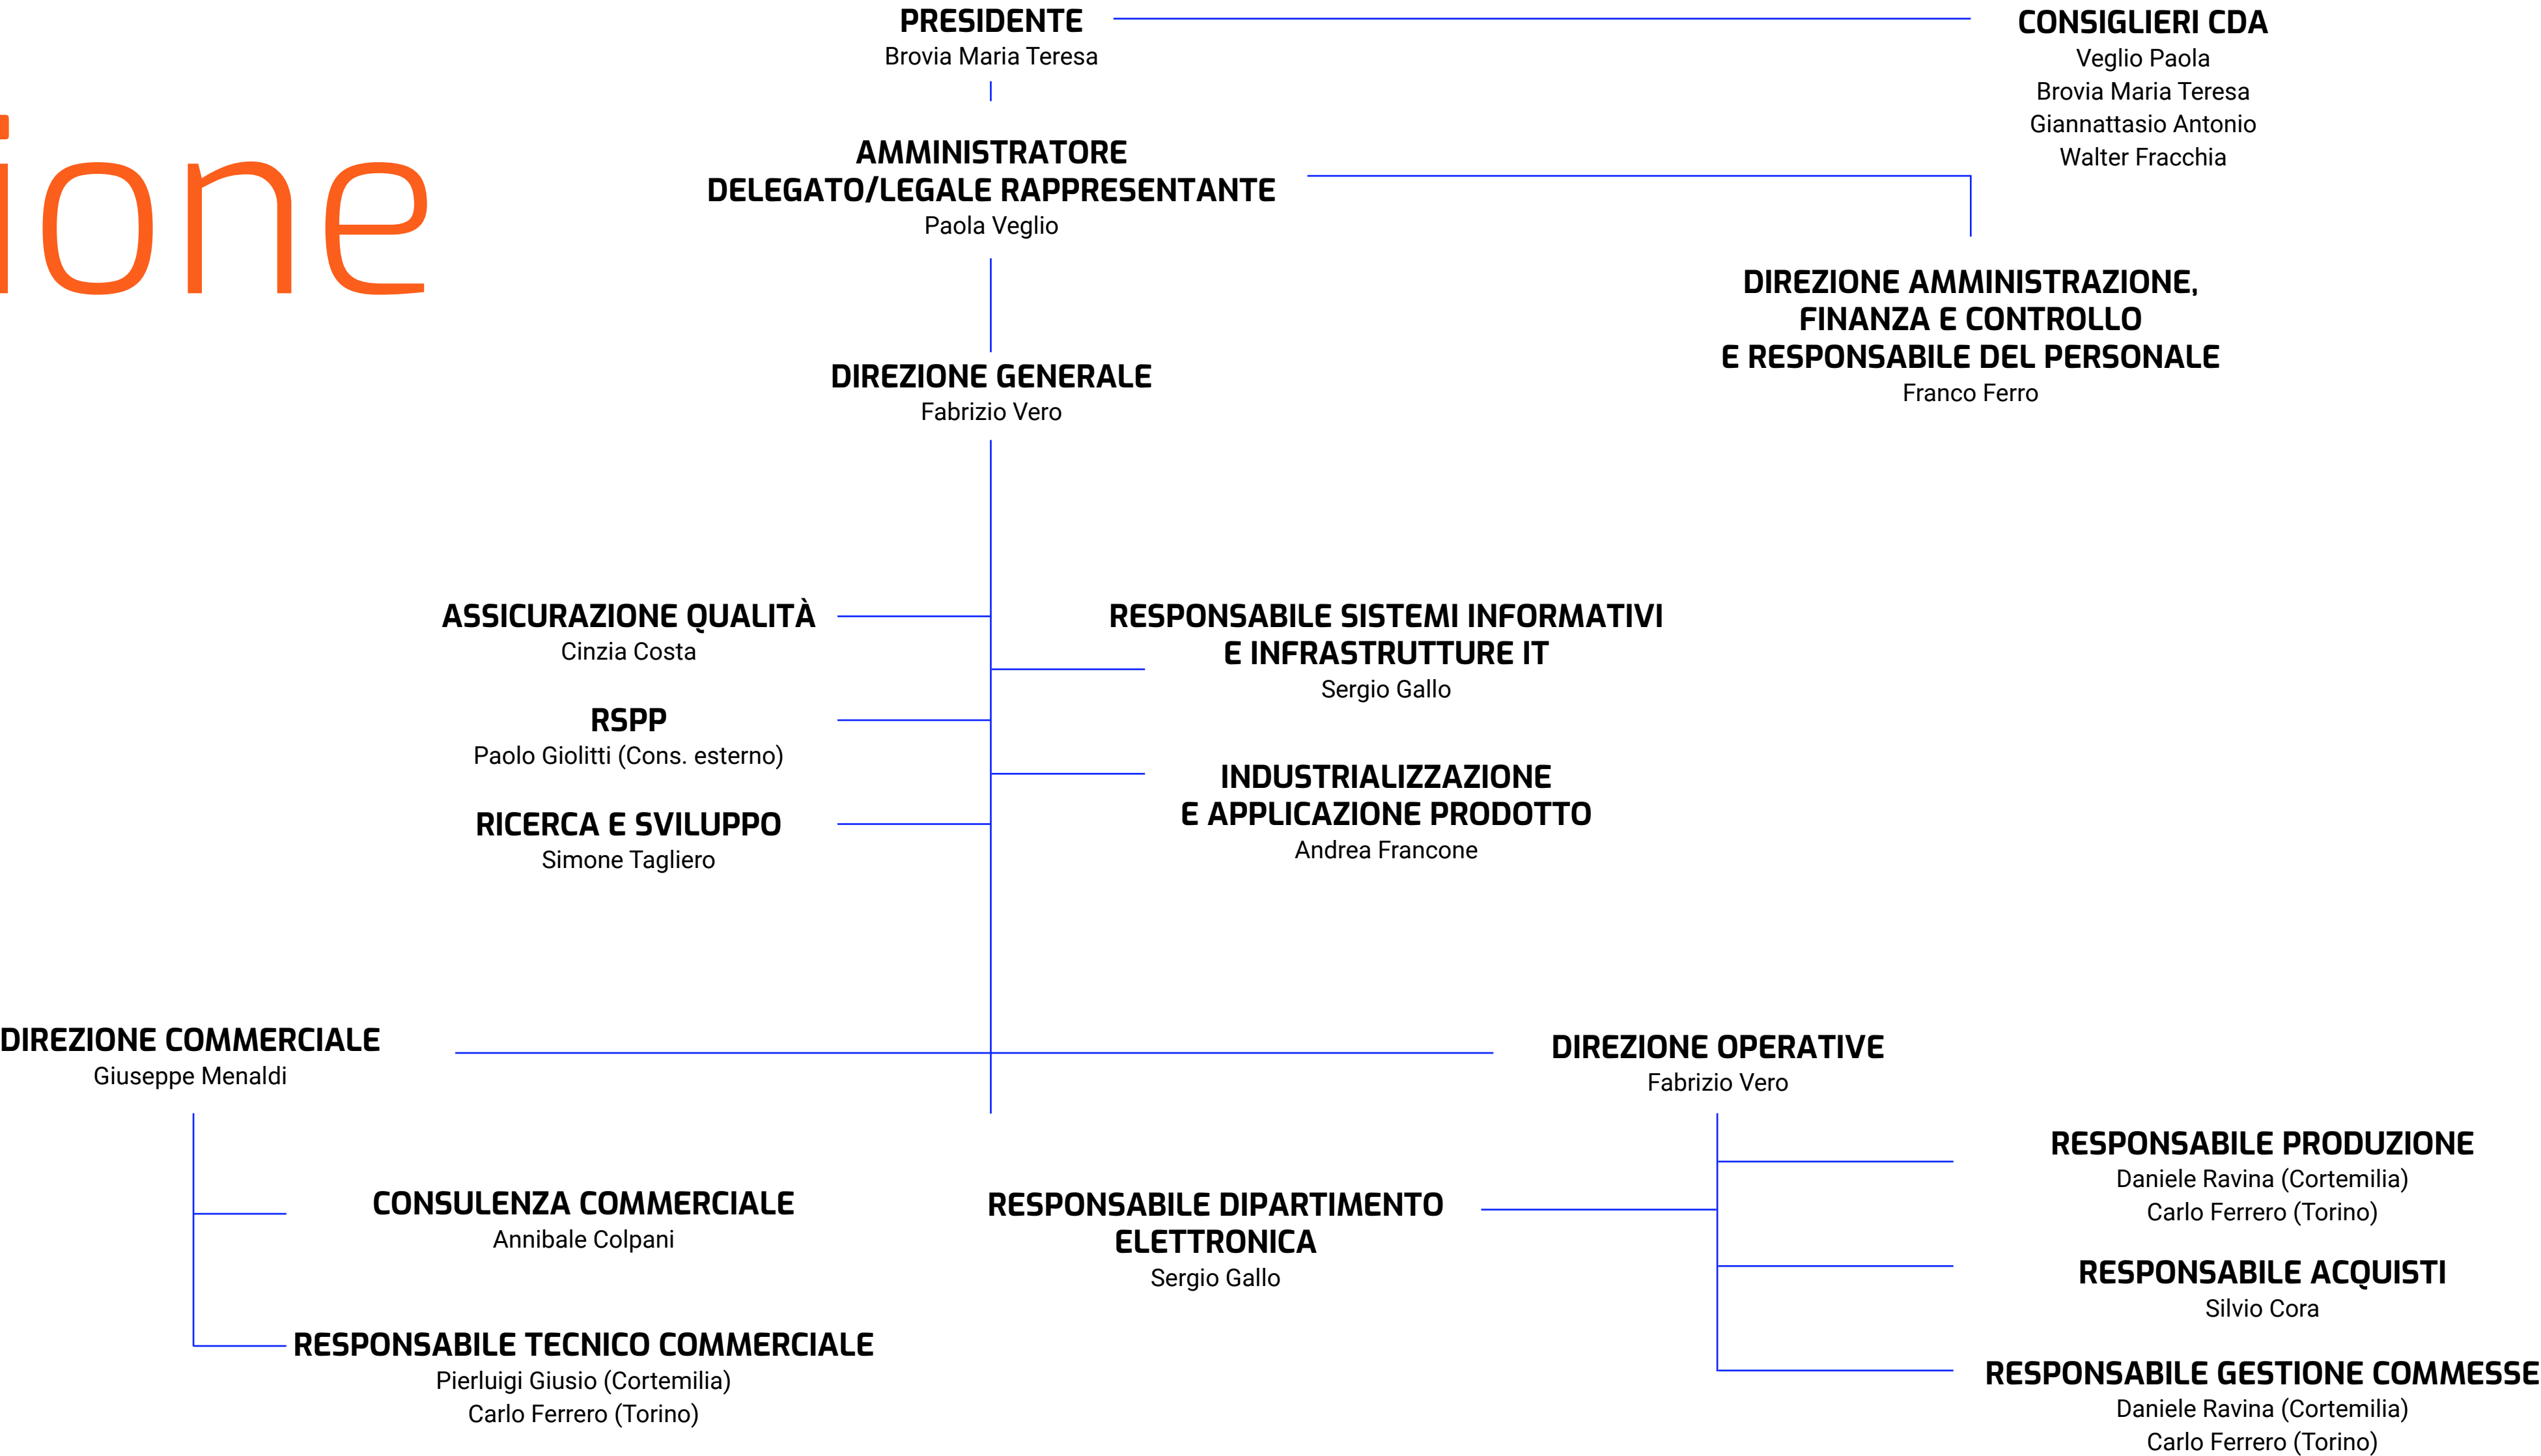 PRESIDENTE
Brovia Maria Teresa
CONSIGLIERI CDA
Veglio Paola
Brovia Maria Teresa
Giannattasio Antonio
Walter Fracchia
ione
AMMINISTRATORE
DELEGATO/LEGALE RAPPRESENTANTE
Paola Veglio
DIREZIONE AMMINISTRAZIONE,
FINANZA E CONTROLLO
E RESPONSABILE DEL PERSONALE
Franco Ferro
DIREZIONE GENERALE
Fabrizio Vero
ASSICURAZIONE QUALITÀ
Cinzia Costa
RESPONSABILE SISTEMI INFORMATIVI
E INFRASTRUTTURE IT
Sergio Gallo
RSPP
Paolo Giolitti (Cons. esterno)
INDUSTRIALIZZAZIONE
E APPLICAZIONE PRODOTTO
Andrea Francone
RICERCA E SVILUPPO
Simone Tagliero
DIREZIONE COMMERCIALE
Giuseppe Menaldi
DIREZIONE OPERATIVE
Fabrizio Vero
CONSULENZA COMMERCIALE
Annibale Colpani
RESPONSABILE TECNICO COMMERCIALE
Pierluigi Giusio (Cortemilia)
Carlo Ferrero (Torino)
RESPONSABILE DIPARTIMENTO
ELETTRONICA
Sergio Gallo
RESPONSABILE PRODUZIONE
Daniele Ravina (Cortemilia)
Carlo Ferrero (Torino)
RESPONSABILE ACQUISTI
Silvio Cora
RESPONSABILE GESTIONE COMMESSE
Daniele Ravina (Cortemilia)
Carlo Ferrero (Torino)